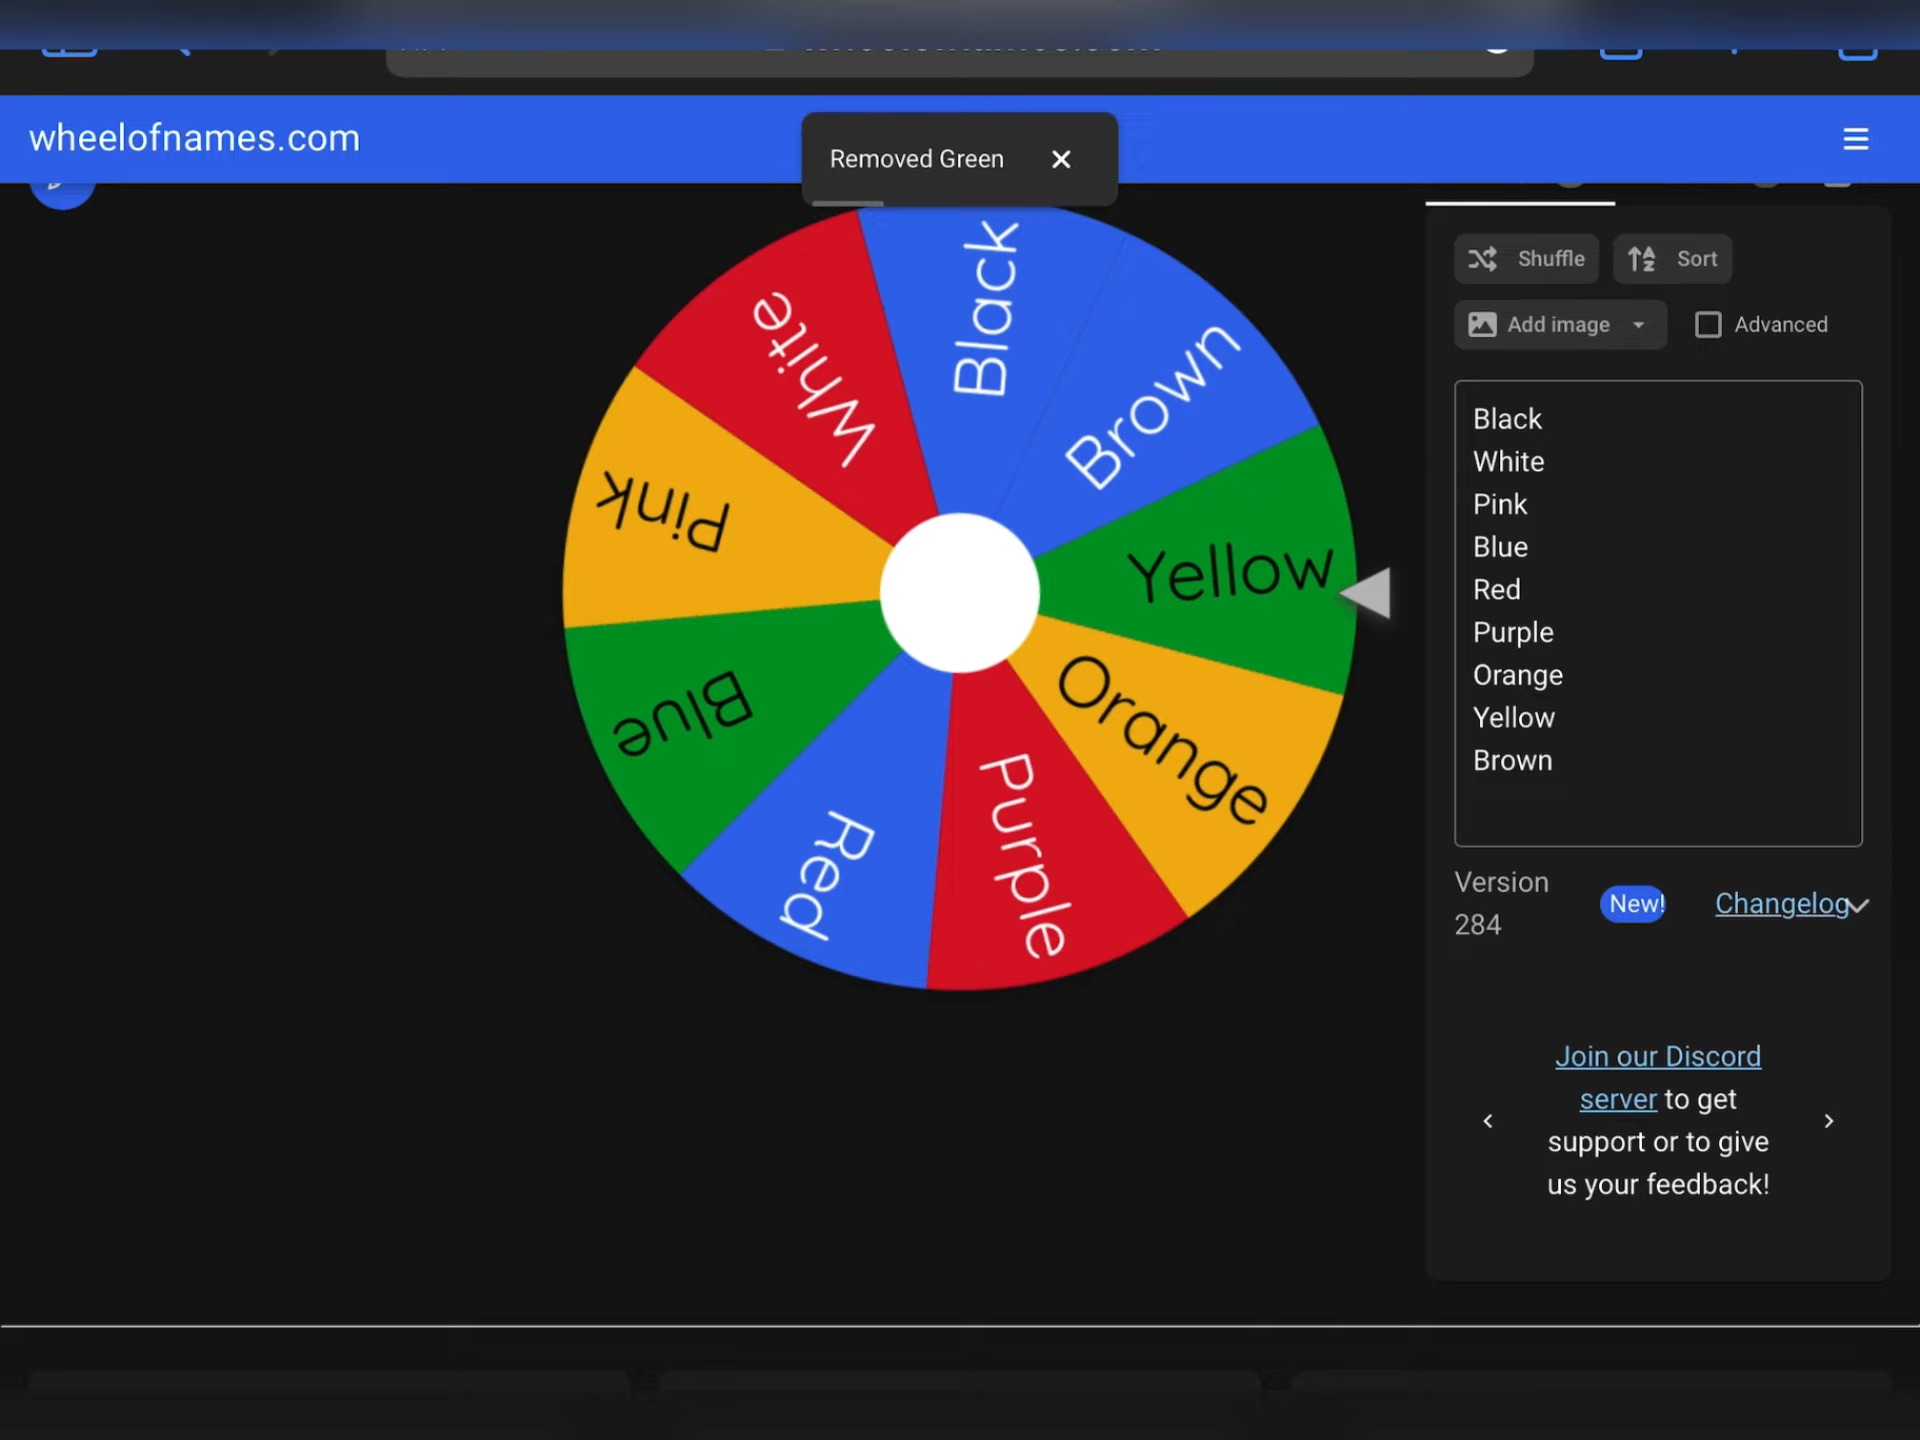 wheelofnames.com
Removed Green
Shuffle
Sort
Add image
Advanced
Black
White
Pink
Blue
Red
Purple
Orange
Yellow
Brown
Black
Brown
Yellow
Orange
Purple
Red
Blue
Pink
White
Version
284
New!
Changelog
Join our Discord
server to get
support or to give
us your feedback!